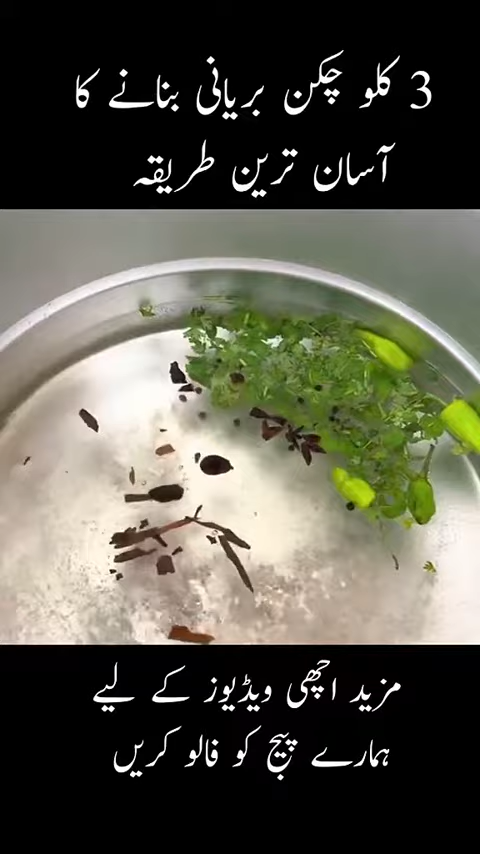 3 کلو چکن بریانی بنانے کا
آسان ترین طریقہ
مزید اچھی ویڈیوز کے لیے
ہمارے پیج کو فالو کریں